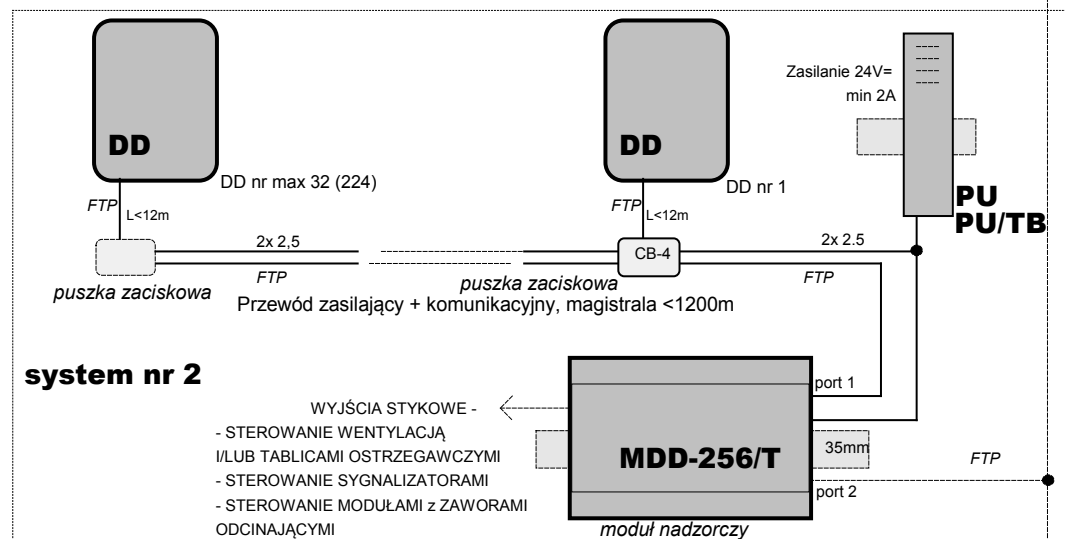 Zasilanie 24V=
min 2A
DD
DD
DD nr max 32 (224)
DD nr 1
PU
PU/TB
FTP
L<12m
FTP
L<12m
2x 2,5
CB-4
2x 2.5
FTP
FTP
puszka zaciskowa
puszka zaciskowa
Przewód zasilający + komunikacyjny, magistrala <1200m
system nr 2
port 1
WYJŚCIA STYKOWE -
- STEROWANIE WENTYLACJĄ
I/LUB TABLICAMI OSTRZEGAWCZYMI
- STEROWANIE SYGNALIZATORAMI
- STEROWANIE MODUŁAMI z ZAWORAMI
ODCINAJĄCYMI
MDD-256/T
35mm
FTP
port 2
moduł nadzorczy